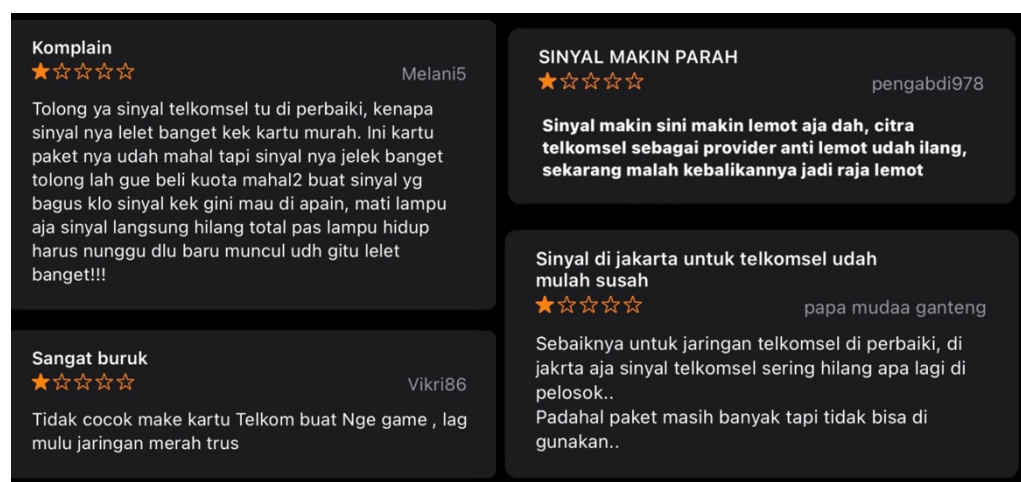 Komplain
Melani5
Tolong ya sinyal telkomsel tu di perbaiki, kenapa
sinyal nya lelet banget kek kartu murah. Ini kartu
paket nya udah mahal tapi sinyal nya jelek banget
tolong lah gue beli kuota mahal2 buat sinyal yg
bagus klo sinyal kek gini mau di apain, mati lampu
aja sinyal langsung hilang total pas lampu hidup
harus nunggu dlu baru muncul udh gitu lelet
banget!!!
Sangat buruk
Vikri86
Tidak cocok make kartu Telkom buat Nge game , lag
mulu jaringan merah trus
SINYAL MAKIN PARAH
pengabdi978
Sinyal makin sini makin lemot aja dah, citra
telkomsel sebagai provider anti lemot udah ilang,
sekarang malah kebalikannya jadi raja lemot
Sinyal di jakarta untuk telkomsel udah
mulah susah
papa mudaa ganteng
Sebaiknya untuk jaringan telkomsel di perbaiki, di
jakrta aja sinyal telkomsel sering hilang apa lagi di
pelosok..
Padahal paket masih banyak tapi tidak bisa di
gunakan..